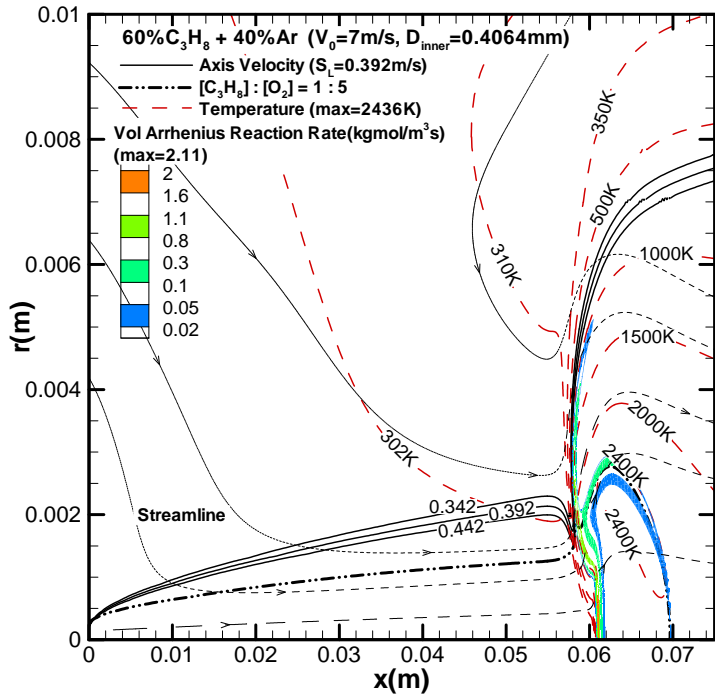 60%C₃H₈ + 40%Ar (V₀=7m/s, D_inner=0.4064mm)
Axis Velocity (S_L=0.392m/s)
[C₃H₈] : [O₂] = 1 : 5
Temperature (max=2436K)
Vol Arrhenius Reaction Rate(kgmol/m³s)
(max=2.11)
2
1.6
1.1
0.8
0.3
0.1
0.05
0.02
350K
500K
310K
1000K
1500K
2000K
302K
2400K
2400K
Streamline
0.342
0.392
0.442
r(m)
0.01
0.008
0.006
0.004
0.002
0
0 0.01 0.02 0.03 0.04 0.05 0.06 0.07
x(m)